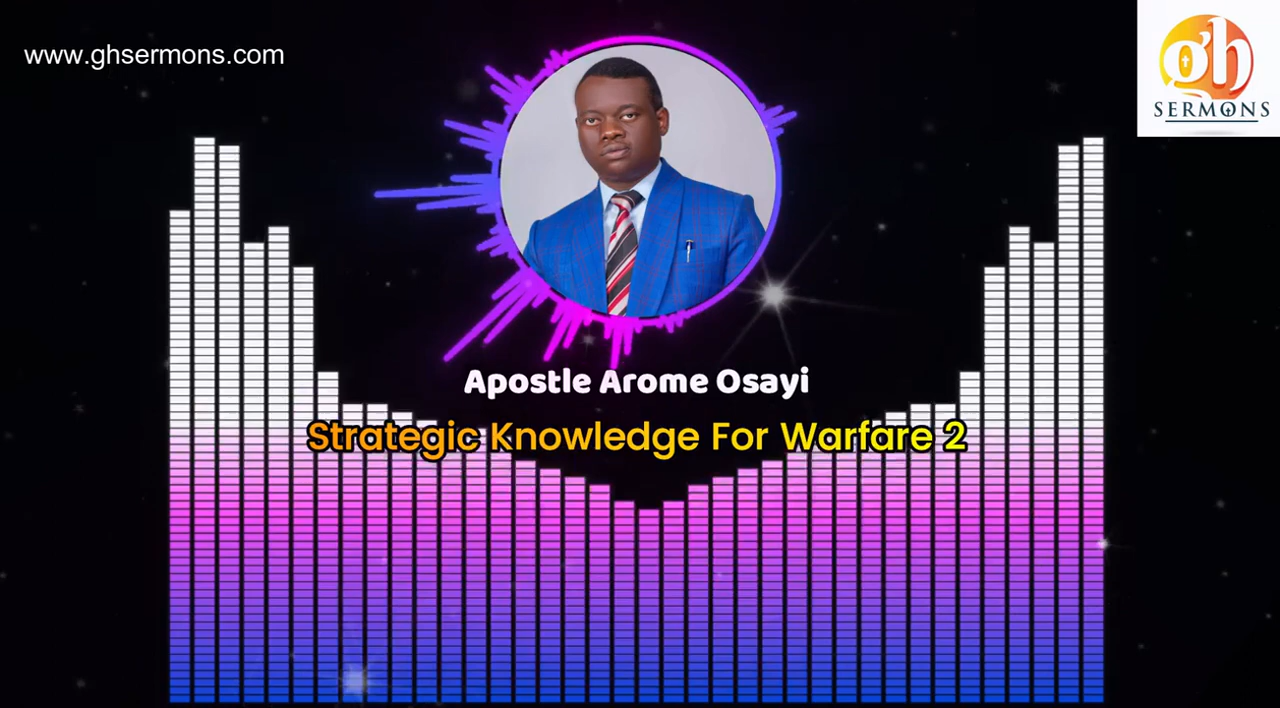 www.ghsermons.com
gh
SERMONS
Apostle Arome Osayi
Strategic Knowledge For Warfare 2